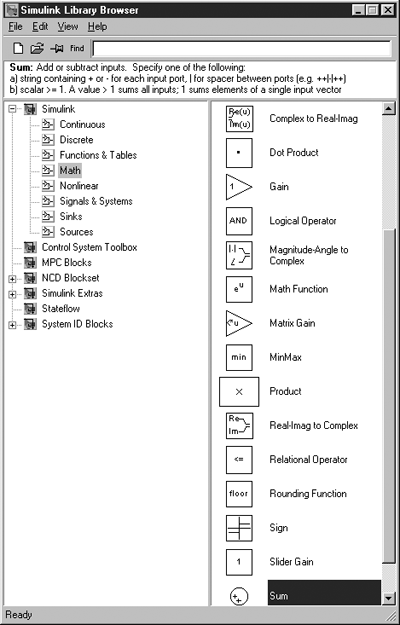 Simulink Library Browser
File Edit View Help
Find
Sum: Add or subtract inputs. Specify one of the following:
a) string containing + or - for each input port, | for spacer between ports (e.g. ++|-|++)
b) scalar >= 1. A value > 1 sums all inputs; 1 sums elements of a single input vector
Simulink
Continuous
Discrete
Functions & Tables
Math
Nonlinear
Signals & Systems
Sinks
Sources
Control System Toolbox
MPC Blocks
NCD Blockset
Simulink Extras
Stateflow
System ID Blocks
Re(u)
Im(u)
Complex to Real-Imag
Dot Product
1
Gain
AND
Logical Operator
|.|
∠
Magnitude-Angle to
Complex
e^u
Math Function
Matrix Gain
min
MinMax
×
Product
Re
Im
Real-Imag to Complex
<=
Relational Operator
floor
Rounding Function
Sign
1
Slider Gain
+
+
Sum
Ready